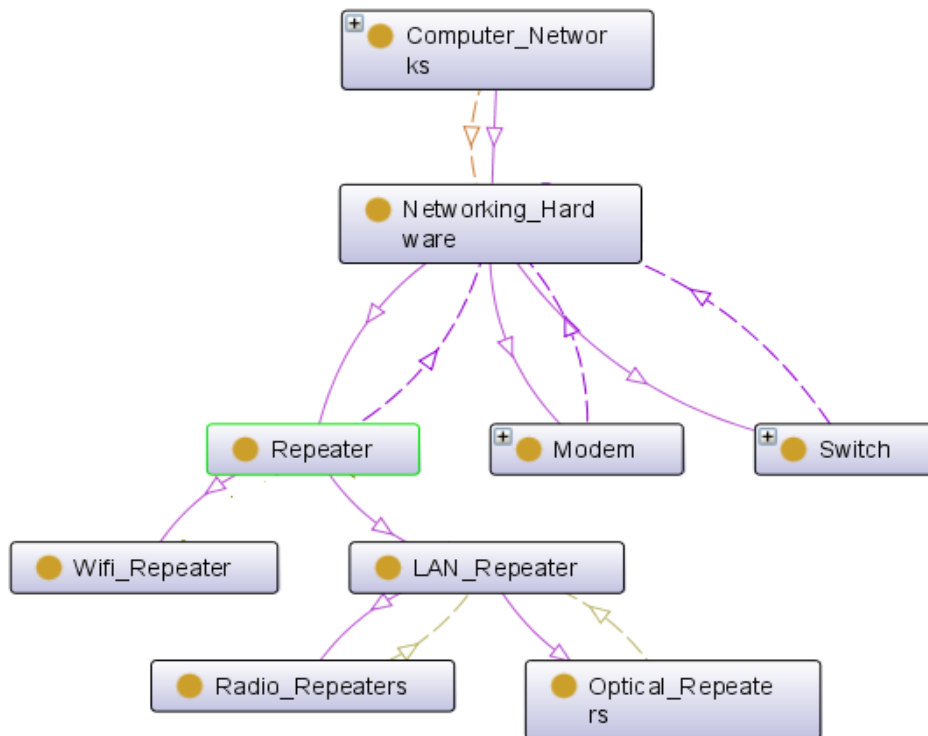 Computer_Networ
ks
Networking_Hard
ware
Repeater
Modem
Switch
Wifi_Repeater
LAN_Repeater
Radio_Repeaters
Optical_Repeate
rs